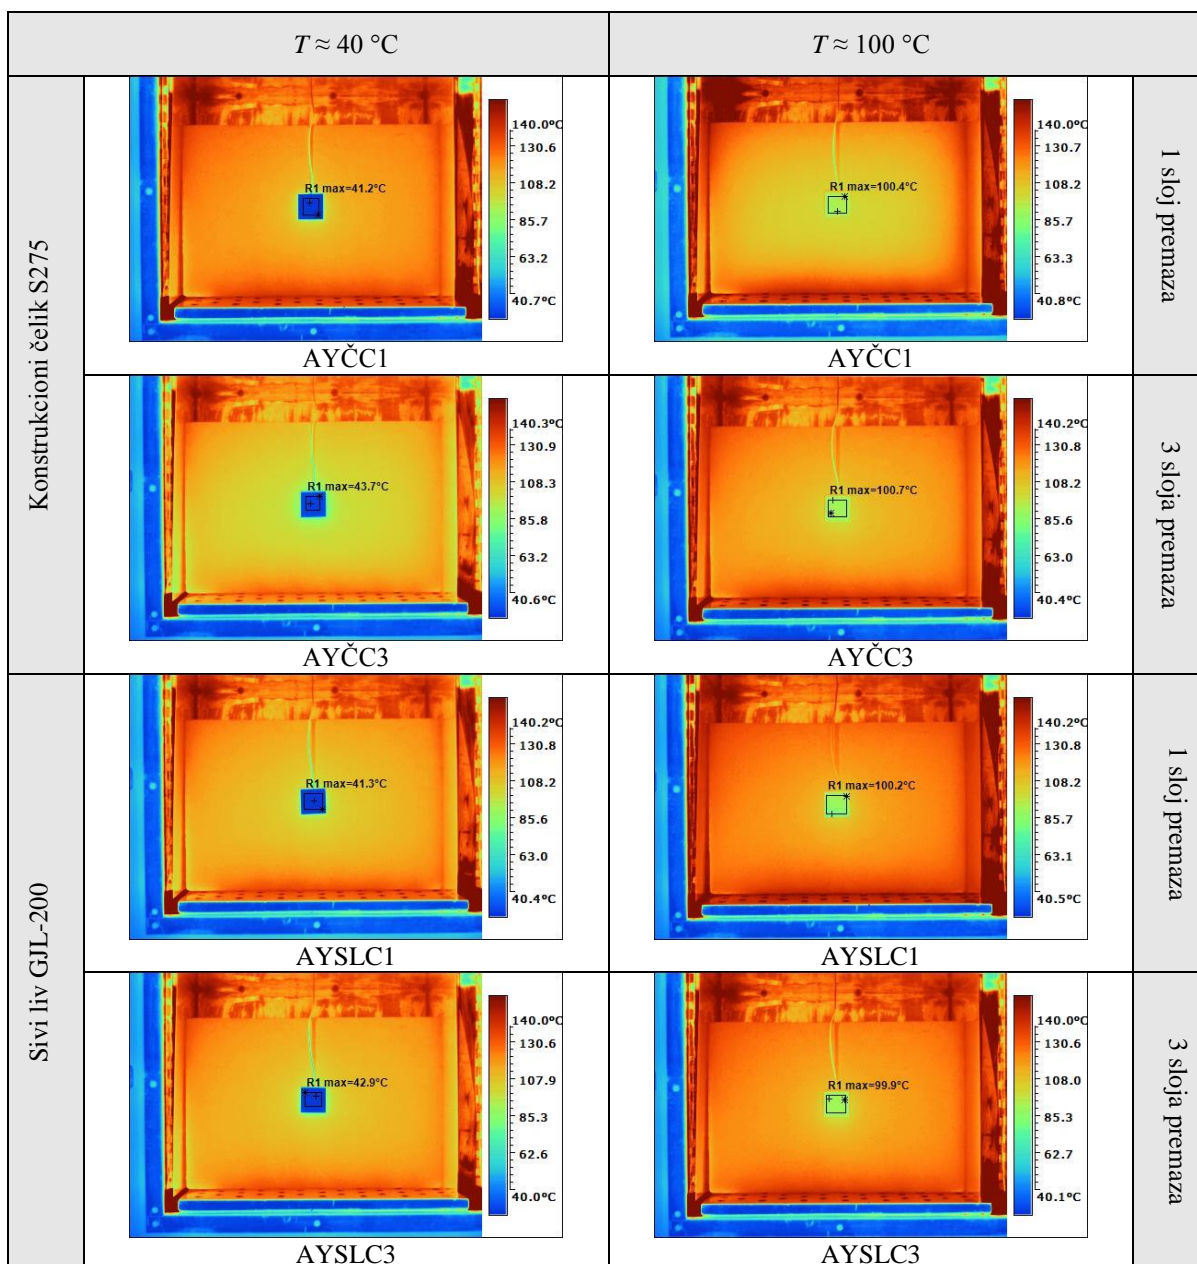 T ≈ 40 °C
T ≈ 100 °C
Konstrukcioni čelik S275
R1 max=41.2°C
140.0°C
130.6
108.2
85.7
63.2
40.7°C
AYČC1
R1 max=100.4°C
140.0°C
130.7
108.2
85.7
63.3
40.8°C
AYČC1
1 sloj premaza
R1 max=43.7°C
140.3°C
130.9
108.3
85.8
63.2
40.6°C
AYČC3
R1 max=100.7°C
140.2°C
130.8
108.2
85.6
63.0
40.4°C
AYČC3
3 sloja premaza
Sivi liv GJL-200
R1 max=41.3°C
140.2°C
130.8
108.2
85.6
63.0
40.4°C
AYSLC1
R1 max=100.2°C
140.2°C
130.8
108.2
85.7
63.1
40.5°C
AYSLC1
1 sloj premaza
R1 max=42.9°C
140.0°C
130.6
107.9
85.3
62.6
40.0°C
AYSLC3
R1 max=99.9°C
140.0°C
130.6
108.0
85.3
62.7
40.1°C
AYSLC3
3 sloja premaza